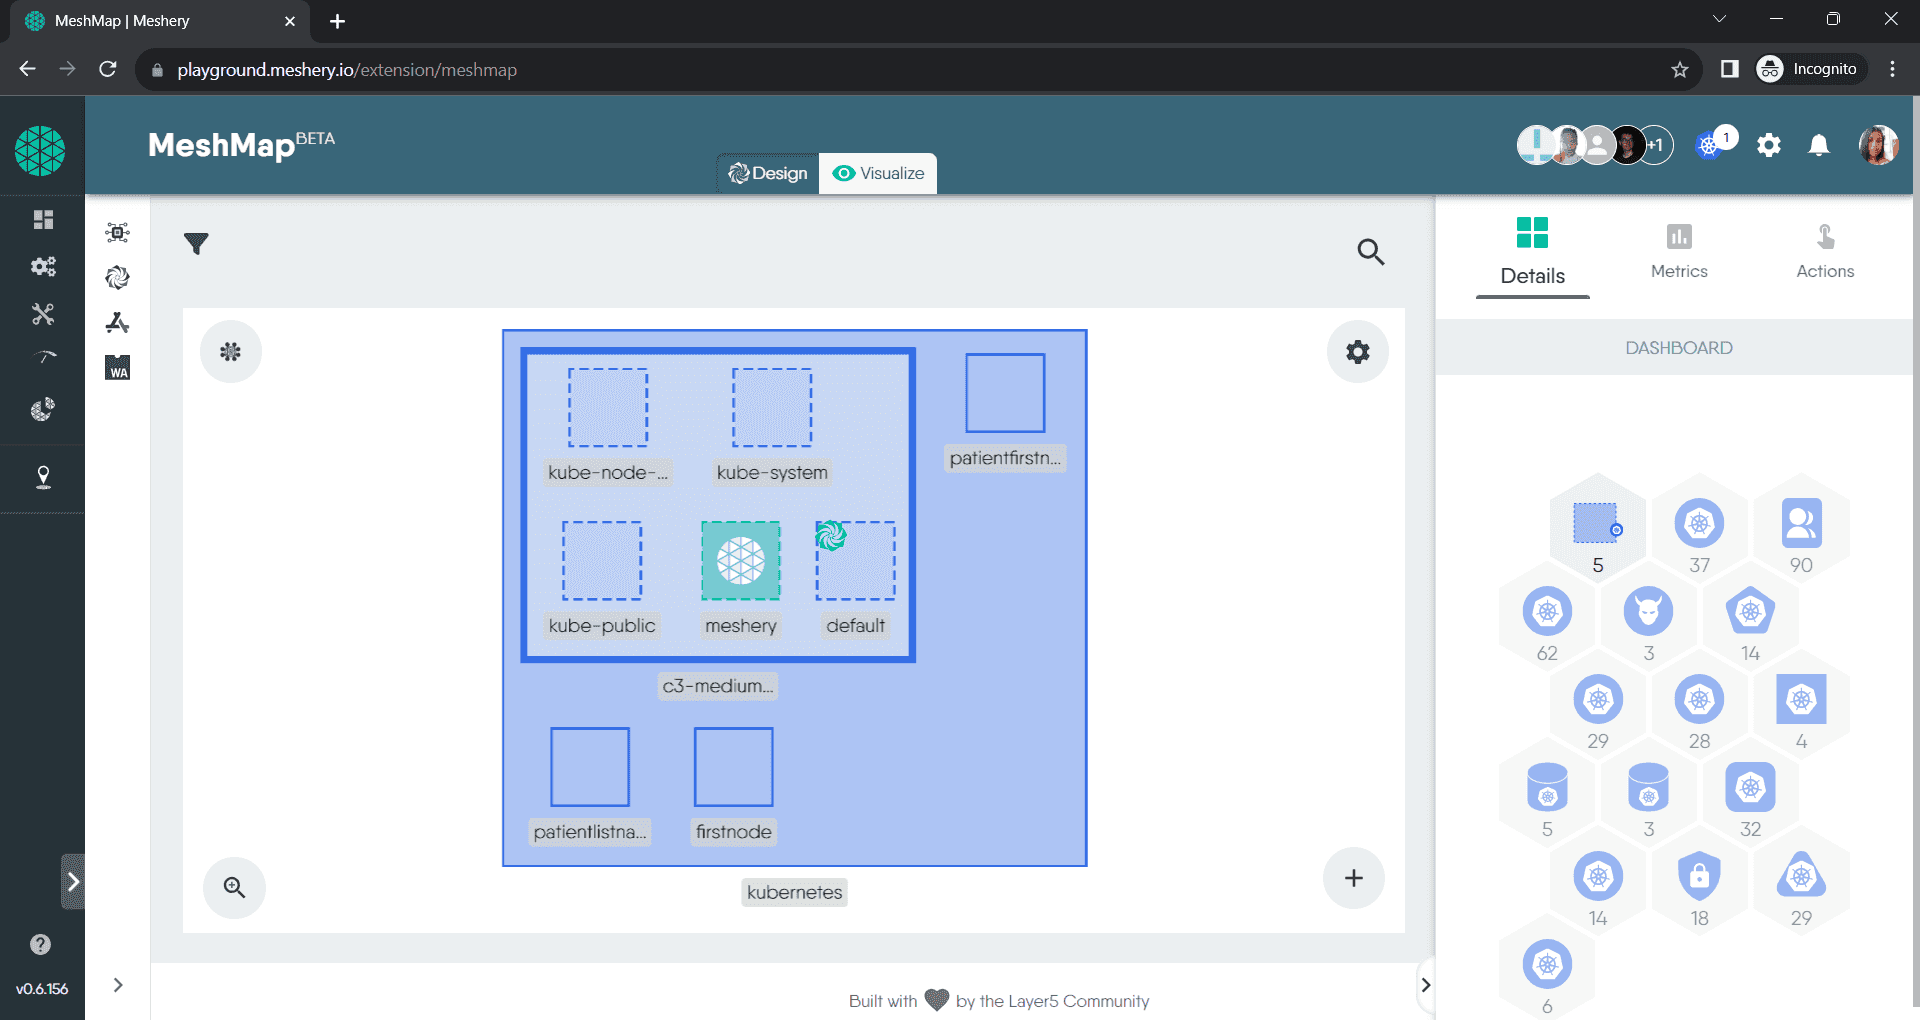 MeshMap | Meshery
playground.meshery.io/extension/meshmap
Incognito
MeshMap BETA
Design
Visualize
+1
1
WA
Details
Metrics
Actions
DASHBOARD
kube-node-...
kube-system
patientfirstn...
kube-public
meshery
default
c3-medium...
patientlistna...
firstnode
kubernetes
5
37
90
62
3
14
29
28
4
5
3
32
14
18
29
6
v0.6.156
Built with by the Layer5 Community